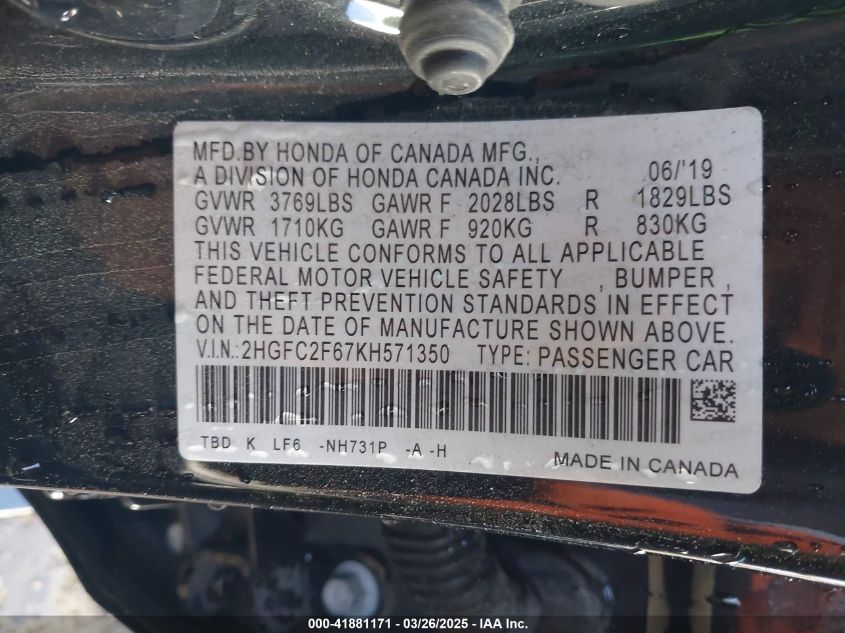 MFD.BY HONDA OF CANADA MFG.,
A DIVISION OF HONDA CANADA INC. 06/'19
GVWR 3769LBS GAWR F 2028LBS R 1829LBS
GVWR 1710KG GAWR F 920KG R 830KG
THIS VEHICLE CONFORMS TO ALL APPLICABLE
FEDERAL MOTOR VEHICLE SAFETY , BUMPER ,
AND THEFT PREVENTION STANDARDS IN EFFECT
ON THE DATE OF MANUFACTURE SHOWN ABOVE.
V.I.N.:2HGFC2F67KH571350 TYPE: PASSENGER CAR
TBD K LF6 -NH731P -A -H
MADE IN CANADA
000-41881171 - 03/26/2025 - IAA Inc.